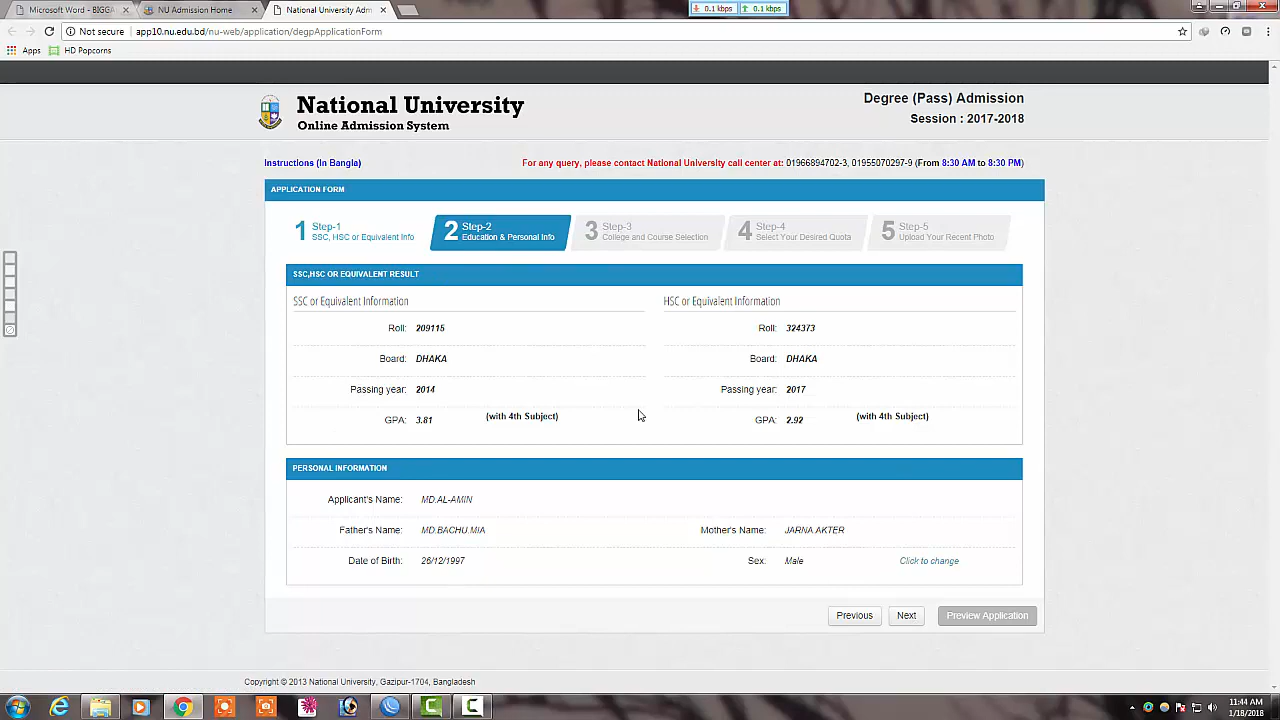 Microsoft Word - BIGGA
NU Admission Home
National University Adm
0.1 kbps
0.1 kbps
Not secure
app10.nu.edu.bd/nu-web/application/degpApplicationForm
Apps
HD Popcorns
National University
Online Admission System
Degree (Pass) Admission
Session : 2017-2018
Instructions (In Bangla)
For any query, please contact National University call center at: 01966894702-3, 01955070297-9 (From 8:30 AM to 8:30 PM)
APPLICATION FORM
1 Step-1
SSC, HSC or Equivalent Info
2 Step-2
Education & Personal Info
3 Step-3
College and Course Selection
4 Step-4
Select Your Desired Quota
5 Step-5
Upload Your Recent Photo
SSC,HSC OR EQUIVALENT RESULT
SSC or Equivalent Information
HSC or Equivalent Information
Roll: 209115
Roll: 324373
Board: DHAKA
Board: DHAKA
Passing year: 2014
Passing year: 2017
GPA: 3.81 (with 4th Subject)
GPA: 2.92 (with 4th Subject)
PERSONAL INFORMATION
Applicant's Name: MD.AL-AMIN
Father's Name: MD.BACHU.MIA
Mother's Name: JARNA AKTER
Date of Birth: 26/12/1997
Sex: Male
Click to change
Previous
Next
Preview Application
Copyright © 2013 National University, Gazipur-1704, Bangladesh
11:44 AM
1/18/2018